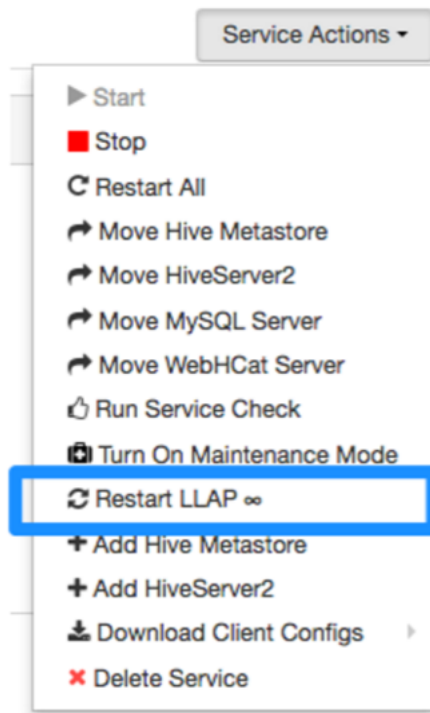 Service Actions
Start
Stop
Restart All
Move Hive Metastore
Move HiveServer2
Move MySQL Server
Move WebHCat Server
Run Service Check
Turn On Maintenance Mode
Restart LLAP ∞
Add Hive Metastore
Add HiveServer2
Download Client Configs
Delete Service